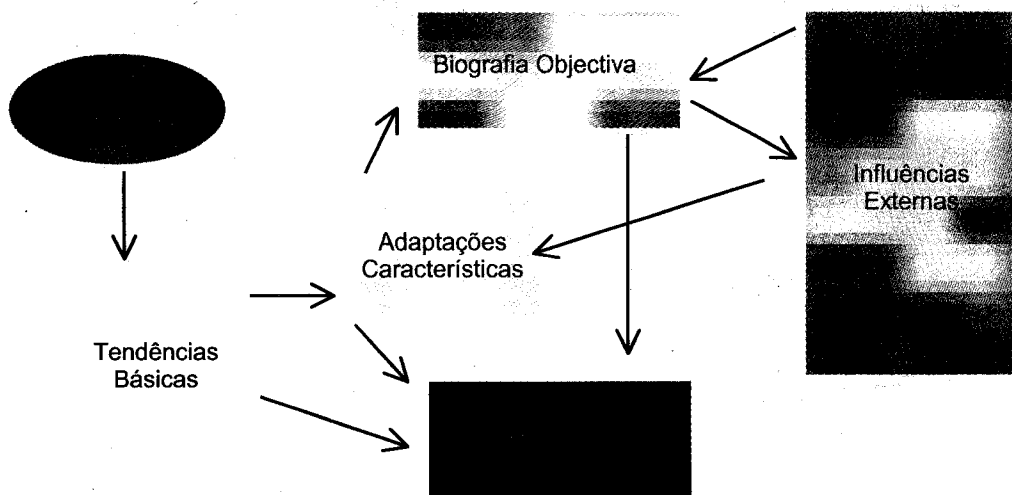 Biografia Objectiva
Influências
Externas
Adaptações
Características
Tendências
Básicas